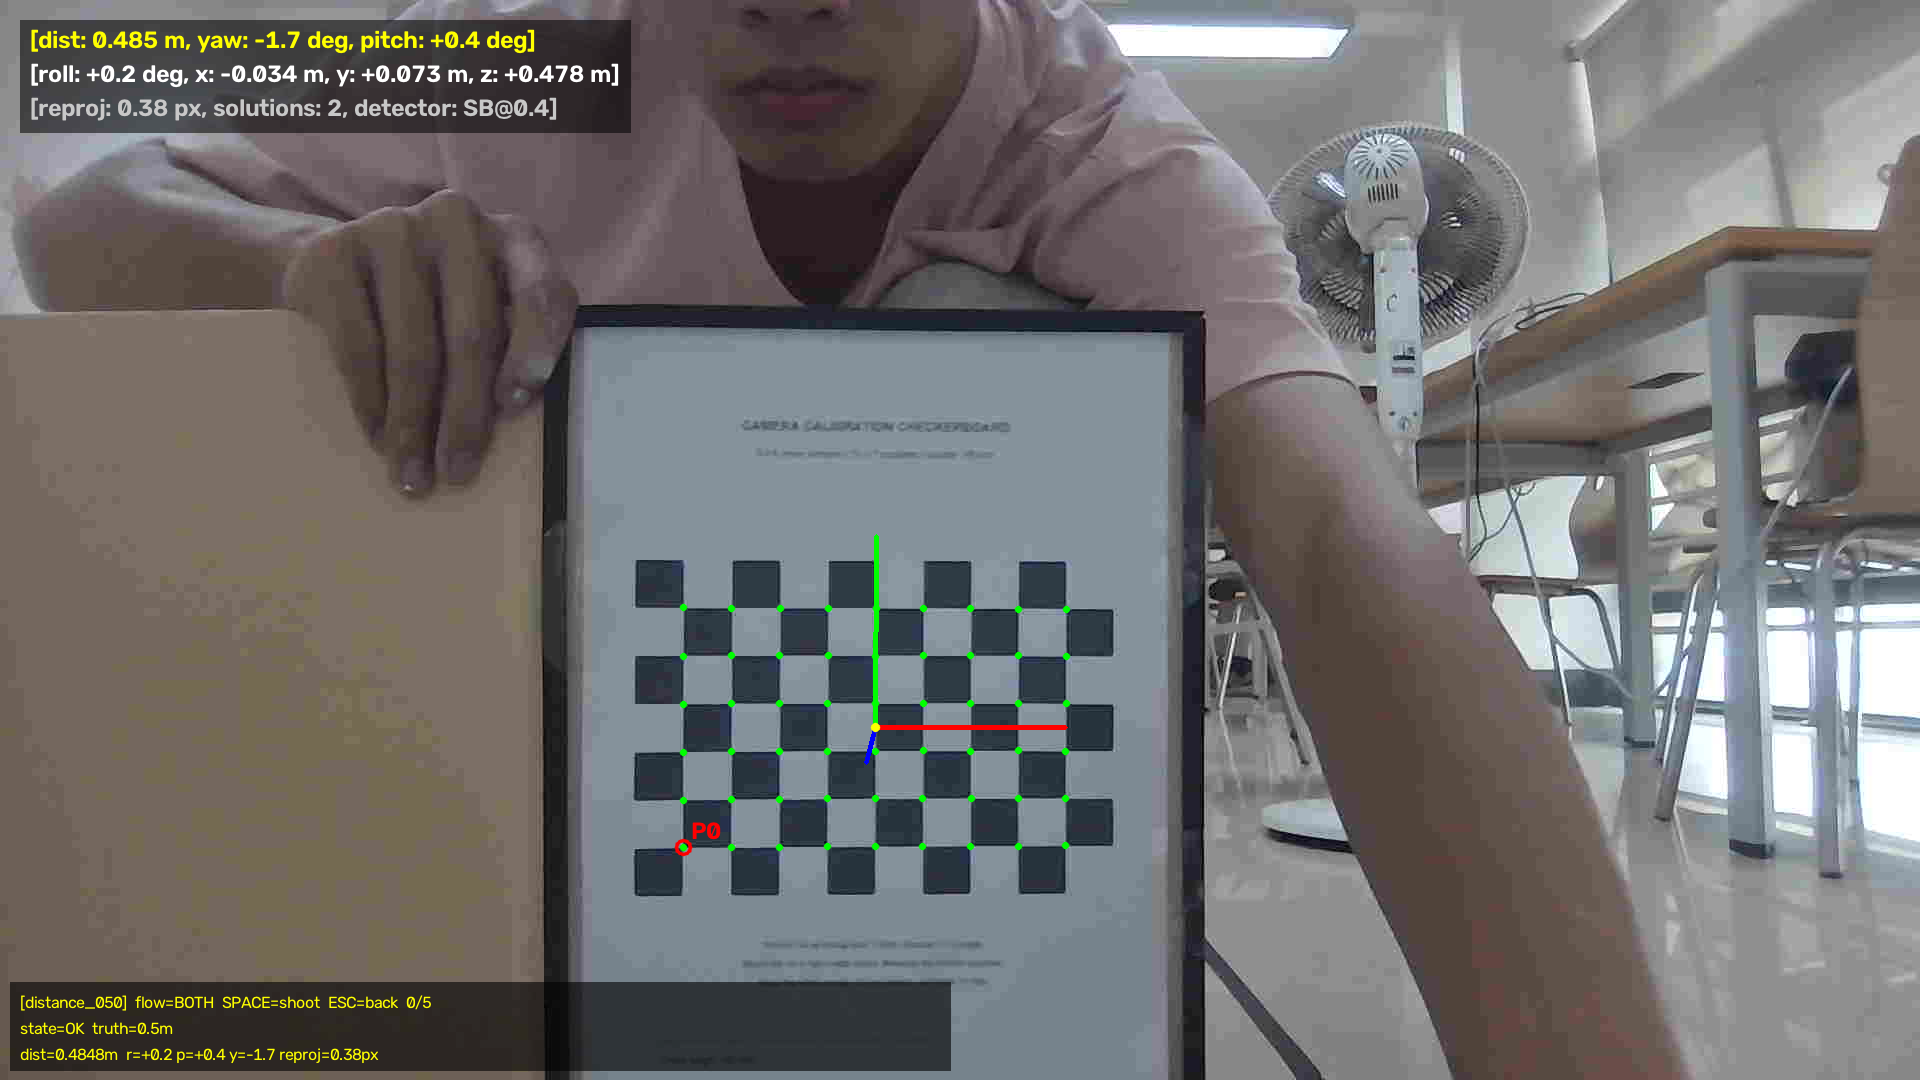 [dist: 0.485 m, yaw: -1.7 deg, pitch: +0.4 deg]
[roll: +0.2 deg, x: -0.034 m, y: +0.073 m, z: +0.478 m]
[reproj: 0.38 px, solutions: 2, detector: SB@0.4]
CAMERA CALIBRATION CHECKERBOARD
P0
[distance_050] flow=BOTH SPACE=shoot ESC=back 0/5
state=OK truth=0.5m
dist=0.4848m r=+0.2 p=+0.4 y=-1.7 reproj=0.38px